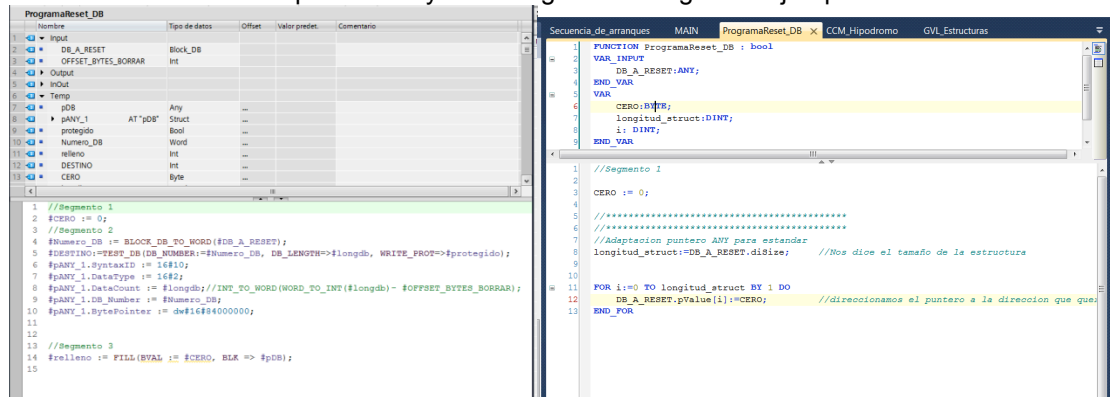 ProgramaReset_DB
Nombre Tipo de datos Offset Valor predet. Comentario
1 Input
2 DB_A_RESET Block_DB
3 OFFSET_BYTES_BORRAR Int
4 Output
5 InOut
6 Temp
7 pDB Any ...
8 pANY_1 AT "pDB" Struct ...
9 protegido Bool ...
10 Numero_DB Word ...
11 relleno Int ...
12 DESTINO Int ...
13 CERO Byte ...
1 //Segmento 1
2 #CERO := 0;
3 //Segmento 2
4 #Numero_DB := BLOCK_DB_TO_WORD(#DB_A_RESET);
5 #DESTINO:=TEST_DB(DB_NUMBER:=#Numero_DB, DB_LENGTH=>#longdb, WRITE_PROT=>#protegido);
6 #pANY_1.SyntaxID := 16#10;
7 #pANY_1.DataType := 16#2;
8 #pANY_1.DataCount := #longdb;//INT_TO_WORD(WORD_TO_INT(#longdb)- #OFFSET_BYTES_BORRAR);
9 #pANY_1.DB_Number := #Numero_DB;
10 #pANY_1.BytePointer := dw#16#84000000;
11
12
13 //Segmento 3
14 #relleno := FILL(BVAL := #CERO, BLK => #pDB);
15
Secuencia_de_arranques MAIN ProgramaReset_DB X CCM_Hipodromo GVL_Estructuras
1 FUNCTION ProgramaReset_DB : bool
2 VAR_INPUT
3 DB_A_RESET:ANY;
4 END_VAR
5 VAR
6 CERO:BYTE;
7 longitud_struct:DINT;
8 i: DINT;
9 END_VAR
1 //Segmento 1
2
3 CERO := 0;
4
5 //*******************************************
6 //*******************************************
7 //Adaptacion puntero ANY para estandar
8 longitud_struct:=DB_A_RESET.diSize; //Nos dice el tamaño de la estructura
9
10
11 FOR i:=0 TO longitud_struct BY 1 DO
12 DB_A_RESET.pValue[i]:=CERO; //direccionamos el puntero a la direccion que
13 END_FOR